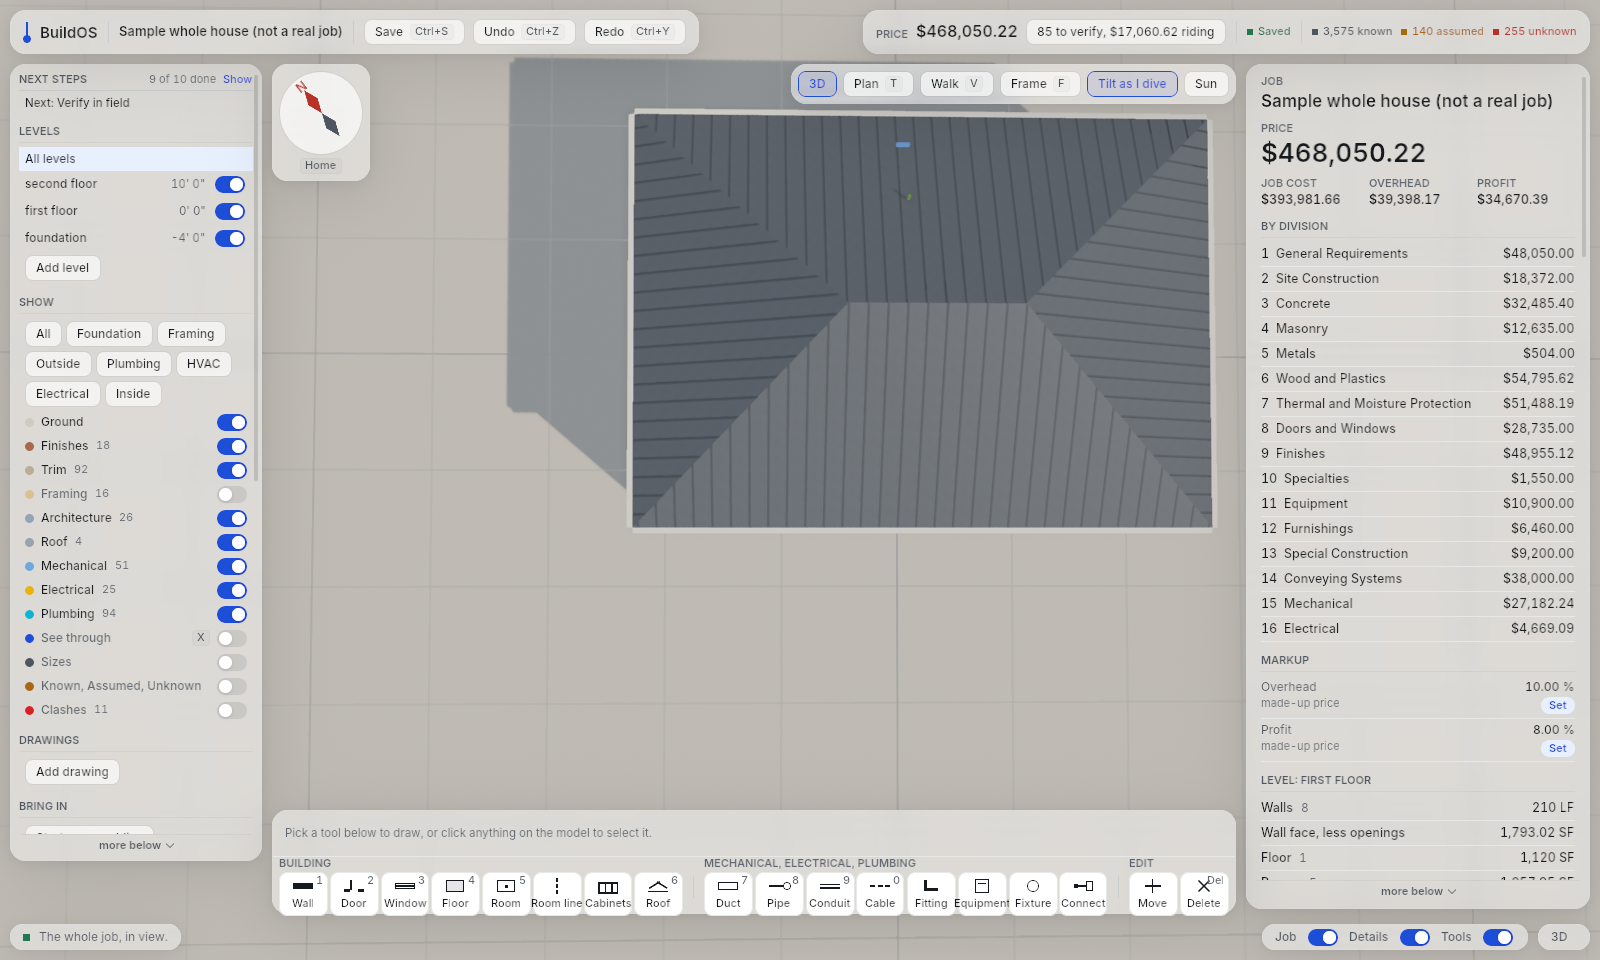 BuildOS
Sample whole house (not a real job)
Save Ctrl+S
Undo Ctrl+Z
Redo Ctrl+Y
PRICE $468,050.22
85 to verify, $17,060.62 riding
Saved
3,575 known
140 assumed
255 unknown
NEXT STEPS 9 of 10 done Show
Next: Verify in field
LEVELS
All levels
second floor 10' 0"
first floor 0' 0"
foundation -4' 0"
Add level
SHOW
All Foundation Framing
Outside Plumbing HVAC
Electrical Inside
Ground
Finishes 18
Trim 92
Framing 16
Architecture 26
Roof 4
Mechanical 51
Electrical 25
Plumbing 94
See through X
Sizes
Known, Assumed, Unknown
Clashes 11
DRAWINGS
Add drawing
BRING IN
more below
N
Home
3D
Plan T
Walk V
Frame F
Tilt as I dive
Sun
Pick a tool below to draw, or click anything on the model to select it.
BUILDING
Wall 1
Door 2
Window 3
Floor 4
Room 5
Room line
Cabinets
Roof 6
MECHANICAL, ELECTRICAL, PLUMBING
Duct 7
Pipe 8
Conduit 9
Cable 0
Fitting
Equipment
Fixture
Connect
EDIT
Move
Delete Del
JOB
Sample whole house (not a real job)
PRICE
$468,050.22
JOB COST OVERHEAD PROFIT
$393,981.66 $39,398.17 $34,670.39
BY DIVISION
1 General Requirements $48,050.00
2 Site Construction $18,372.00
3 Concrete $32,485.40
4 Masonry $12,635.00
5 Metals $504.00
6 Wood and Plastics $54,795.62
7 Thermal and Moisture Protection $51,488.19
8 Doors and Windows $28,735.00
9 Finishes $48,955.12
10 Specialties $1,550.00
11 Equipment $10,900.00
12 Furnishings $6,460.00
13 Special Construction $9,200.00
14 Conveying Systems $38,000.00
15 Mechanical $27,182.24
16 Electrical $4,669.09
MARKUP
Overhead 10.00 %
made-up price Set
Profit 8.00 %
made-up price Set
LEVEL: FIRST FLOOR
Walls 8 210 LF
Wall face, less openings 1,793.02 SF
Floor 1 1,120 SF
more below
The whole job, in view.
Job Details Tools
3D